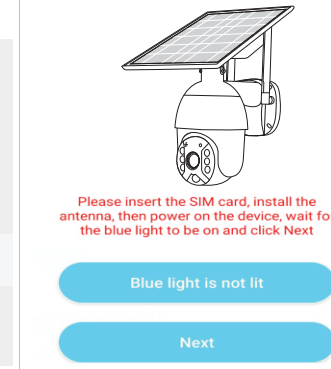 Please insert the SIM card, install the
antenna, then power on the device, wait fo
the blue light to be on and click Next
Blue light is not lit
Next